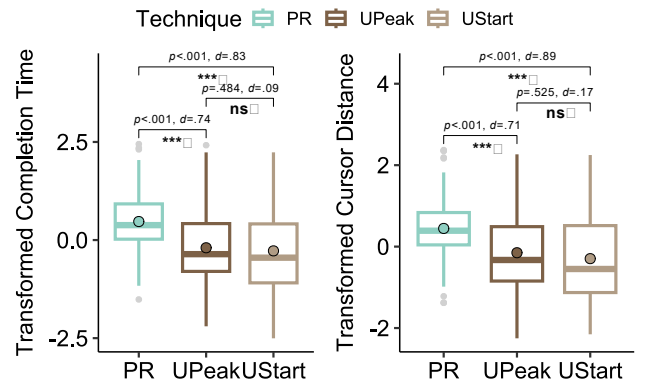 Technique PR UPeak UStart
Transformed Completion Time
p<.001, d=.83
***□
p=.484, d=.09
ns□
p<.001, d=.74
***□
2.5
0.0
-2.5
PR UPeak UStart
Transformed Cursor Distance
p<.001, d=.89
***□
p=.525, d=.17
ns□
p<.001, d=.71
***□
4
2
0
-2
PR UPeak UStart